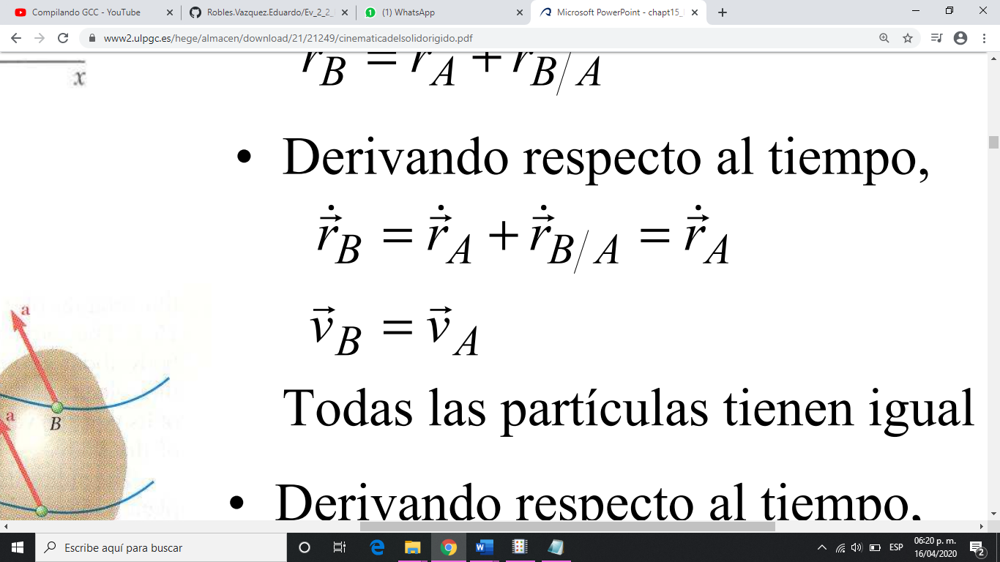 Compilando GCC - YouTube
Robles.Vazquez.Eduardo/Ev_2_2_
(1) WhatsApp
Microsoft PowerPoint - chapt15_
www2.ulpgc.es/hege/almacen/download/21/21249/cinematicadelsolidorigido.pdf
x
r_B = r_A + r_{B/A}
• Derivando respecto al tiempo,
\dot{\vec{r}}_B = \dot{\vec{r}}_A + \dot{\vec{r}}_{B/A} = \dot{\vec{r}}_A
\vec{v}_B = \vec{v}_A
a
B
a
Todas las partículas tienen igual
• Derivando respecto al tiempo,
Escribe aquí para buscar
ESP
06:20 p. m.
16/04/2020
2